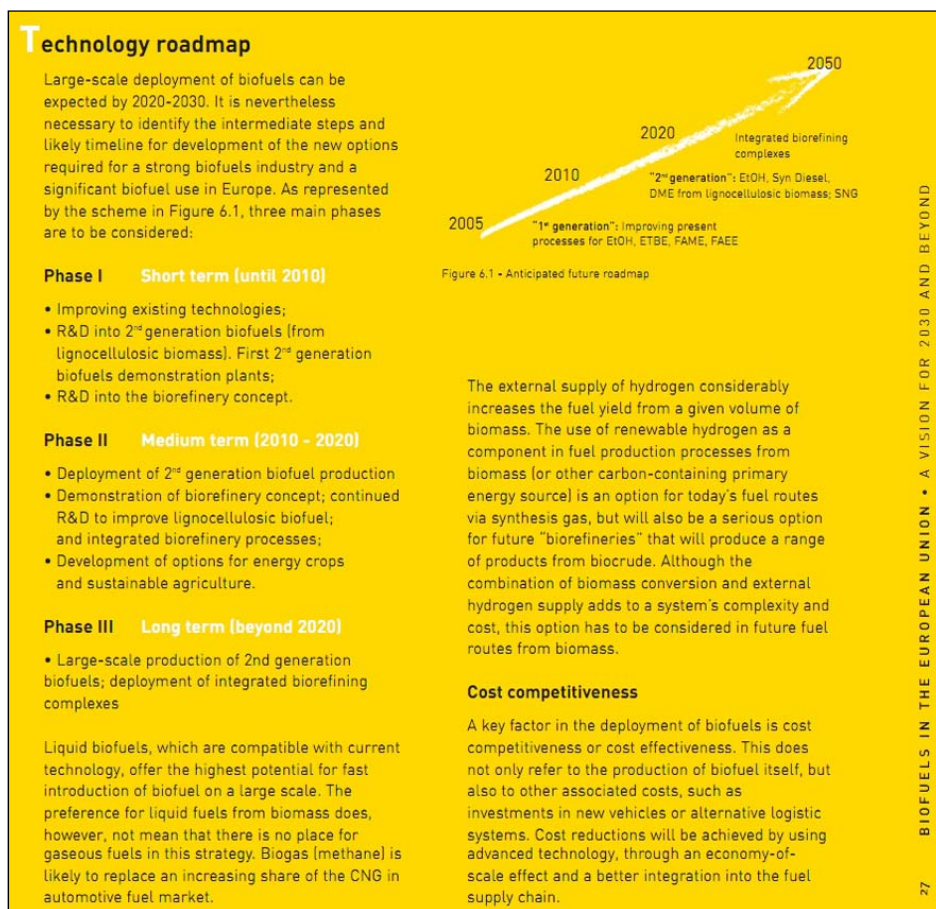 Technology roadmap
Large-scale deployment of biofuels can be
expected by 2020-2030. It is nevertheless
necessary to identify the intermediate steps and
likely timeline for development of the new options
required for a strong biofuels industry and a
significant biofuel use in Europe. As represented
by the scheme in Figure 6.1, three main phases
are to be considered:
Phase I Short term (until 2010)
• Improving existing technologies;
• R&D into 2nd generation biofuels (from
lignocellulosic biomass). First 2nd generation
biofuels demonstration plants;
• R&D into the biorefinery concept.
Phase II Medium term (2010 - 2020)
• Deployment of 2nd generation biofuel production
• Demonstration of biorefinery concept; continued
R&D to improve lignocellulosic biofuel;
and integrated biorefinery processes;
• Development of options for energy crops
and sustainable agriculture.
Phase III Long term (beyond 2020)
• Large-scale production of 2nd generation
biofuels; deployment of integrated biorefining
complexes
Liquid biofuels, which are compatible with current
technology, offer the highest potential for fast
introduction of biofuel on a large scale. The
preference for liquid fuels from biomass does,
however, not mean that there is no place for
gaseous fuels in this strategy. Biogas (methane) is
likely to replace an increasing share of the CNG in
automotive fuel market.
2050
2020
Integrated biorefining
complexes
2010
"2nd generation": EtOH, Syn Diesel,
DME from lignocellulosic biomass; SNG
2005
"1st generation": Improving present
processes for EtOH, ETBE, FAME, FAEE
Figure 6.1 - Anticipated future roadmap
The external supply of hydrogen considerably
increases the fuel yield from a given volume of
biomass. The use of renewable hydrogen as a
component in fuel production processes from
biomass (or other carbon-containing primary
energy source) is an option for today's fuel routes
via synthesis gas, but will also be a serious option
for future "biorefineries" that will produce a range
of products from biocrude. Although the
combination of biomass conversion and external
hydrogen supply adds to a system's complexity and
cost, this option has to be considered in future fuel
routes from biomass.
Cost competitiveness
A key factor in the deployment of biofuels is cost
competitiveness or cost effectiveness. This does
not only refer to the production of biofuel itself, but
also to other associated costs, such as
investments in new vehicles or alternative logistic
systems. Cost reductions will be achieved by using
advanced technology, through an economy-of-
scale effect and a better integration into the fuel
supply chain.
BIOFUELS IN THE EUROPEAN UNION • A VISION FOR 2030 AND BEYOND
27